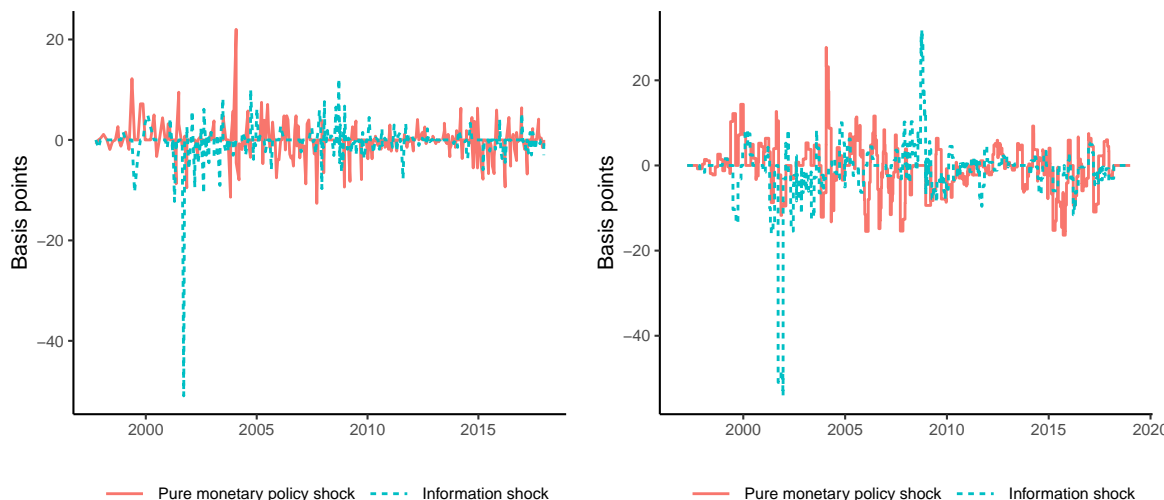 20
0
−20
−40
Basis points
2000
2005
2010
2015
Pure monetary policy shock
Information shock
20
0
−20
−40
Basis points
2000
2005
2010
2015
2020
Pure monetary policy shock
Information shock